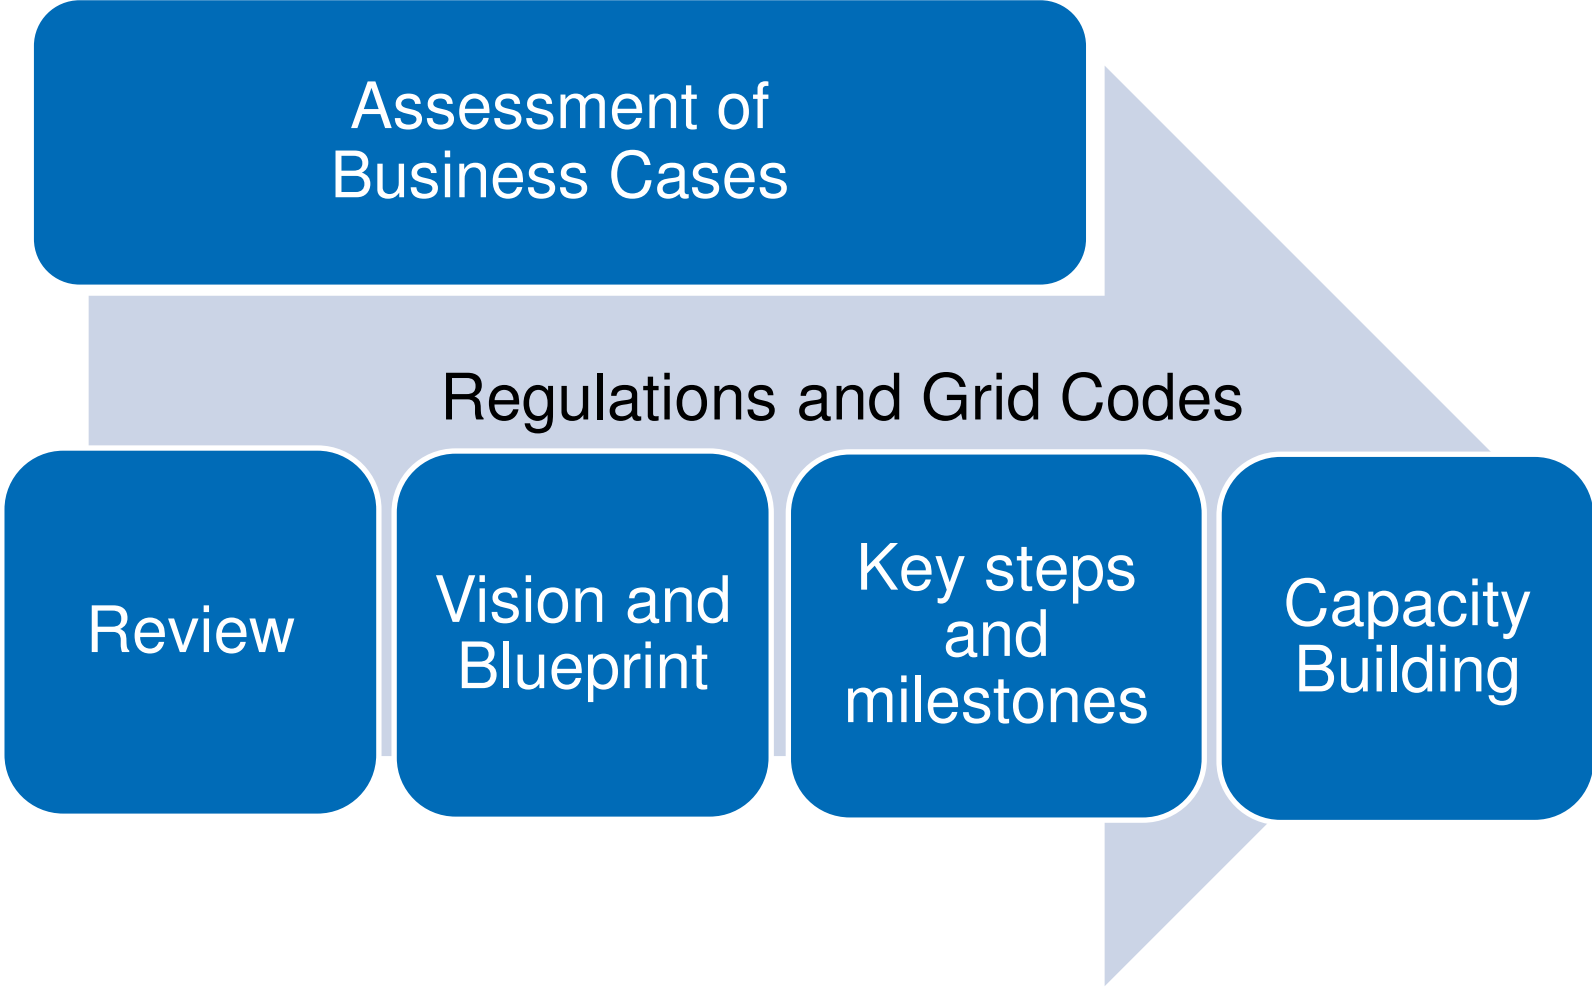 Assessment of
Business Cases
Regulations and Grid Codes
Review
Vision and
Blueprint
Key steps
and
milestones
Capacity
Building